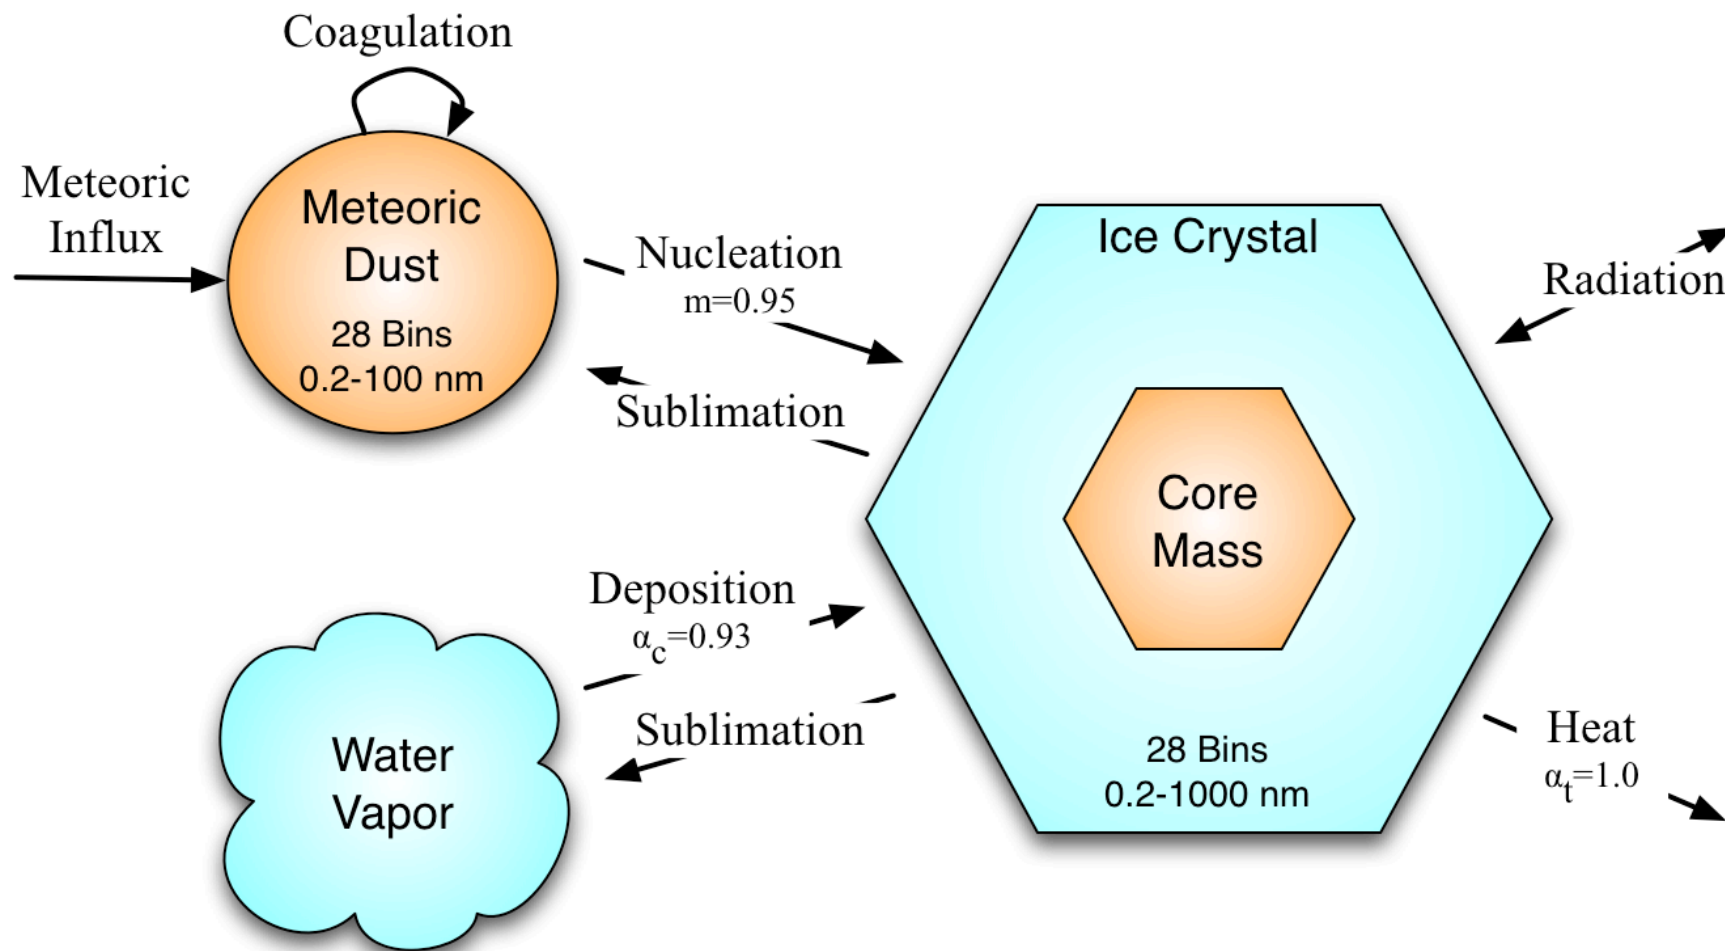 Coagulation
Meteoric
Influx
Meteoric
Dust
28 Bins
0.2-100 nm
Nucleation
m=0.95
Sublimation
Ice Crystal
Radiation
Core
Mass
Deposition
α_c=0.93
Sublimation
Water
Vapor
28 Bins
0.2-1000 nm
Heat
α_t=1.0